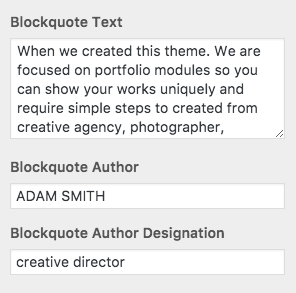 Blockquote Text
When we created this theme. We are
focused on portfolio modules so you
can show your works uniquely and
require simple steps to created from
creative agency, photographer,
Blockquote Author
ADAM SMITH
Blockquote Author Designation
creative director